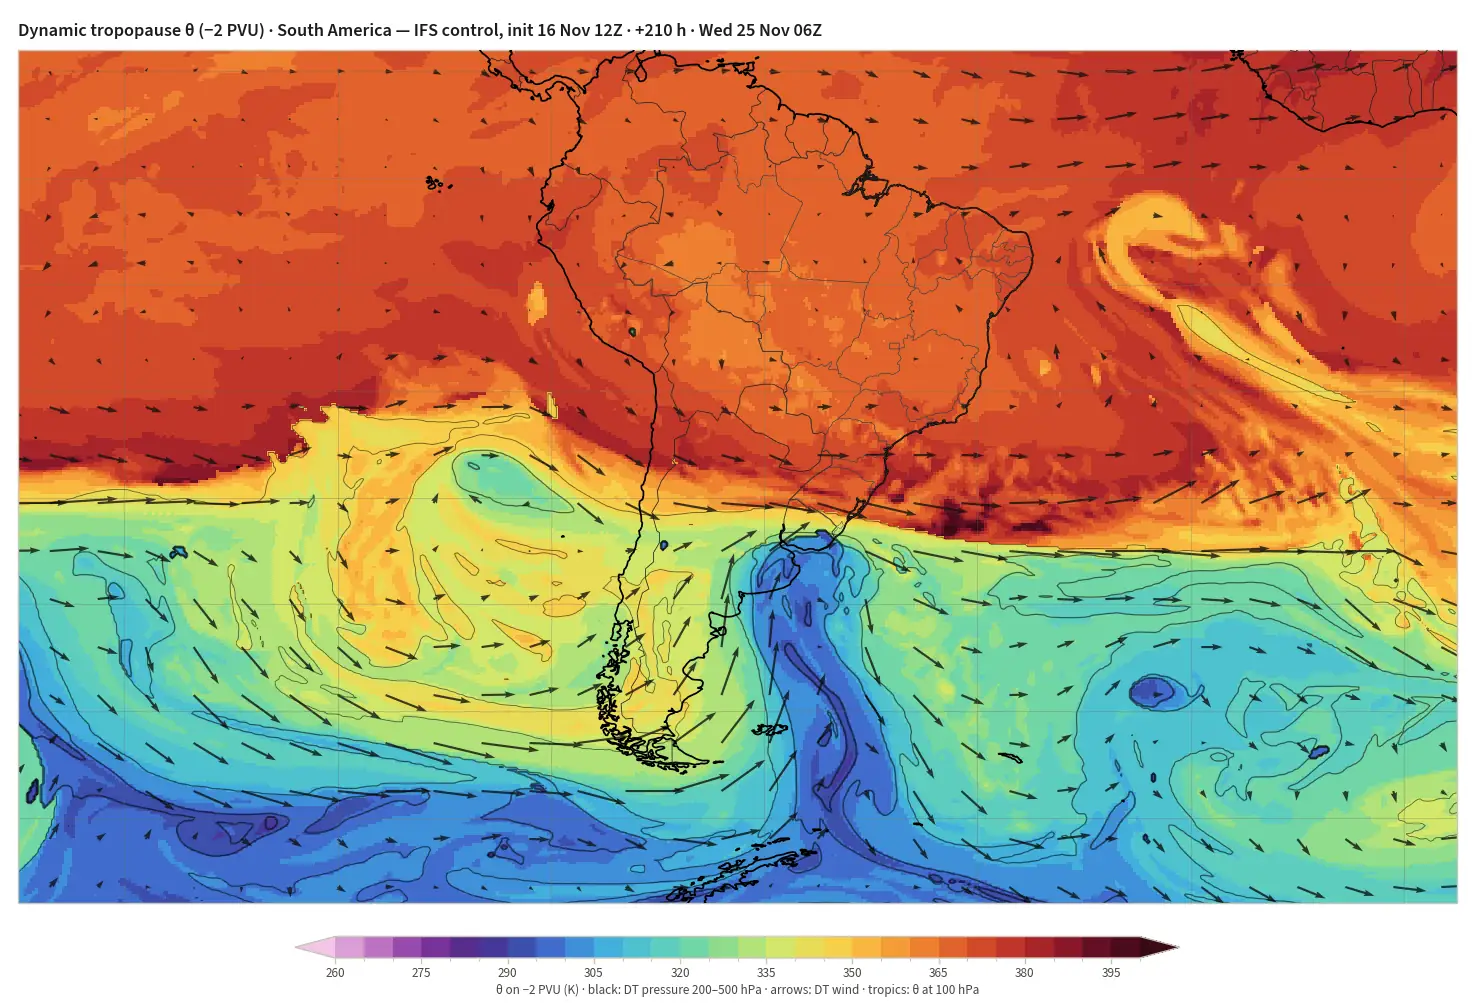 Dynamic tropopause θ (−2 PVU) · South America — IFS control, init 16 Nov 12Z · +210 h · Wed 25 Nov 06Z
260 275 290 305 320 335 350 365 380 395
θ on −2 PVU (K) · black: DT pressure 200–500 hPa · arrows: DT wind · tropics: θ at 100 hPa